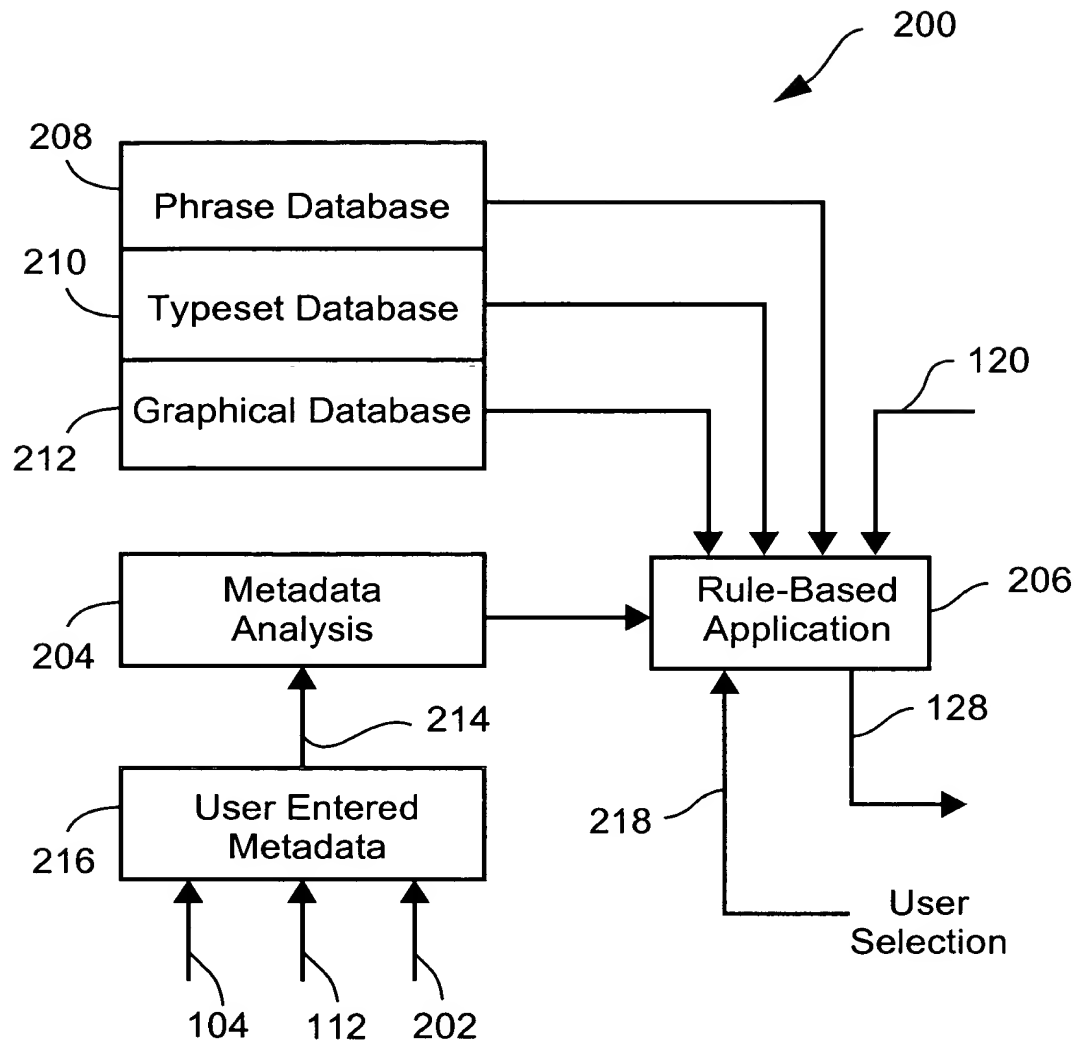 200
208
Phrase Database
210
Typeset Database
120
Graphical Database
212
Metadata
Analysis
Rule-Based
Application
206
204
214
128
User Entered
Metadata
218
216
User
Selection
104
112
202